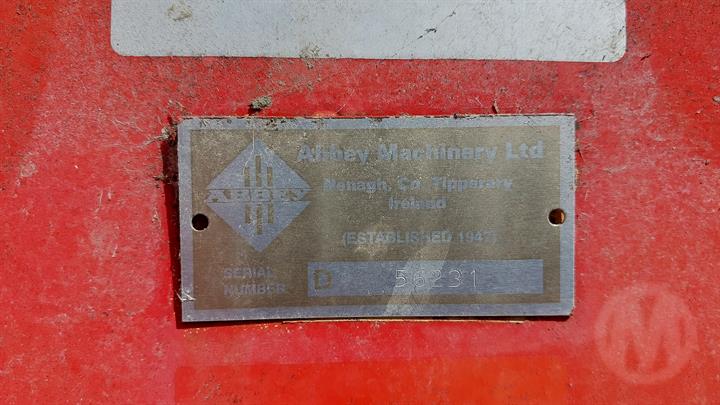 ABBEY
Abbey Machinery Ltd
Nenagh, Co Tipperary
Ireland
(ESTABLISHED 1947)
SERIAL
NUMBER
D 56231
M